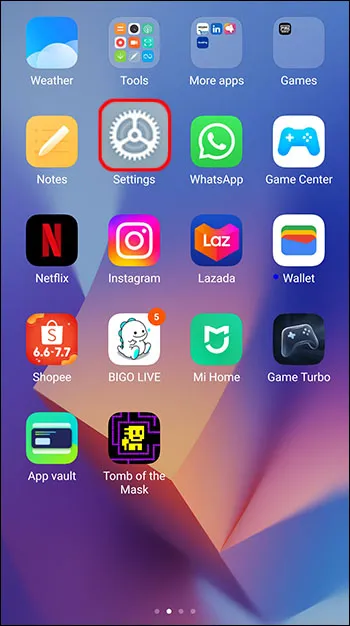 Weather
Tools
More apps
Games
Notes
Settings
WhatsApp
Game Center
N
Netflix
Instagram
Laz
Lazada
Wallet
S
6.6-7.7
Shopee
5
BIGO LIVE
Mi Home
Game Turbo
App vault
Tomb of the
Mask